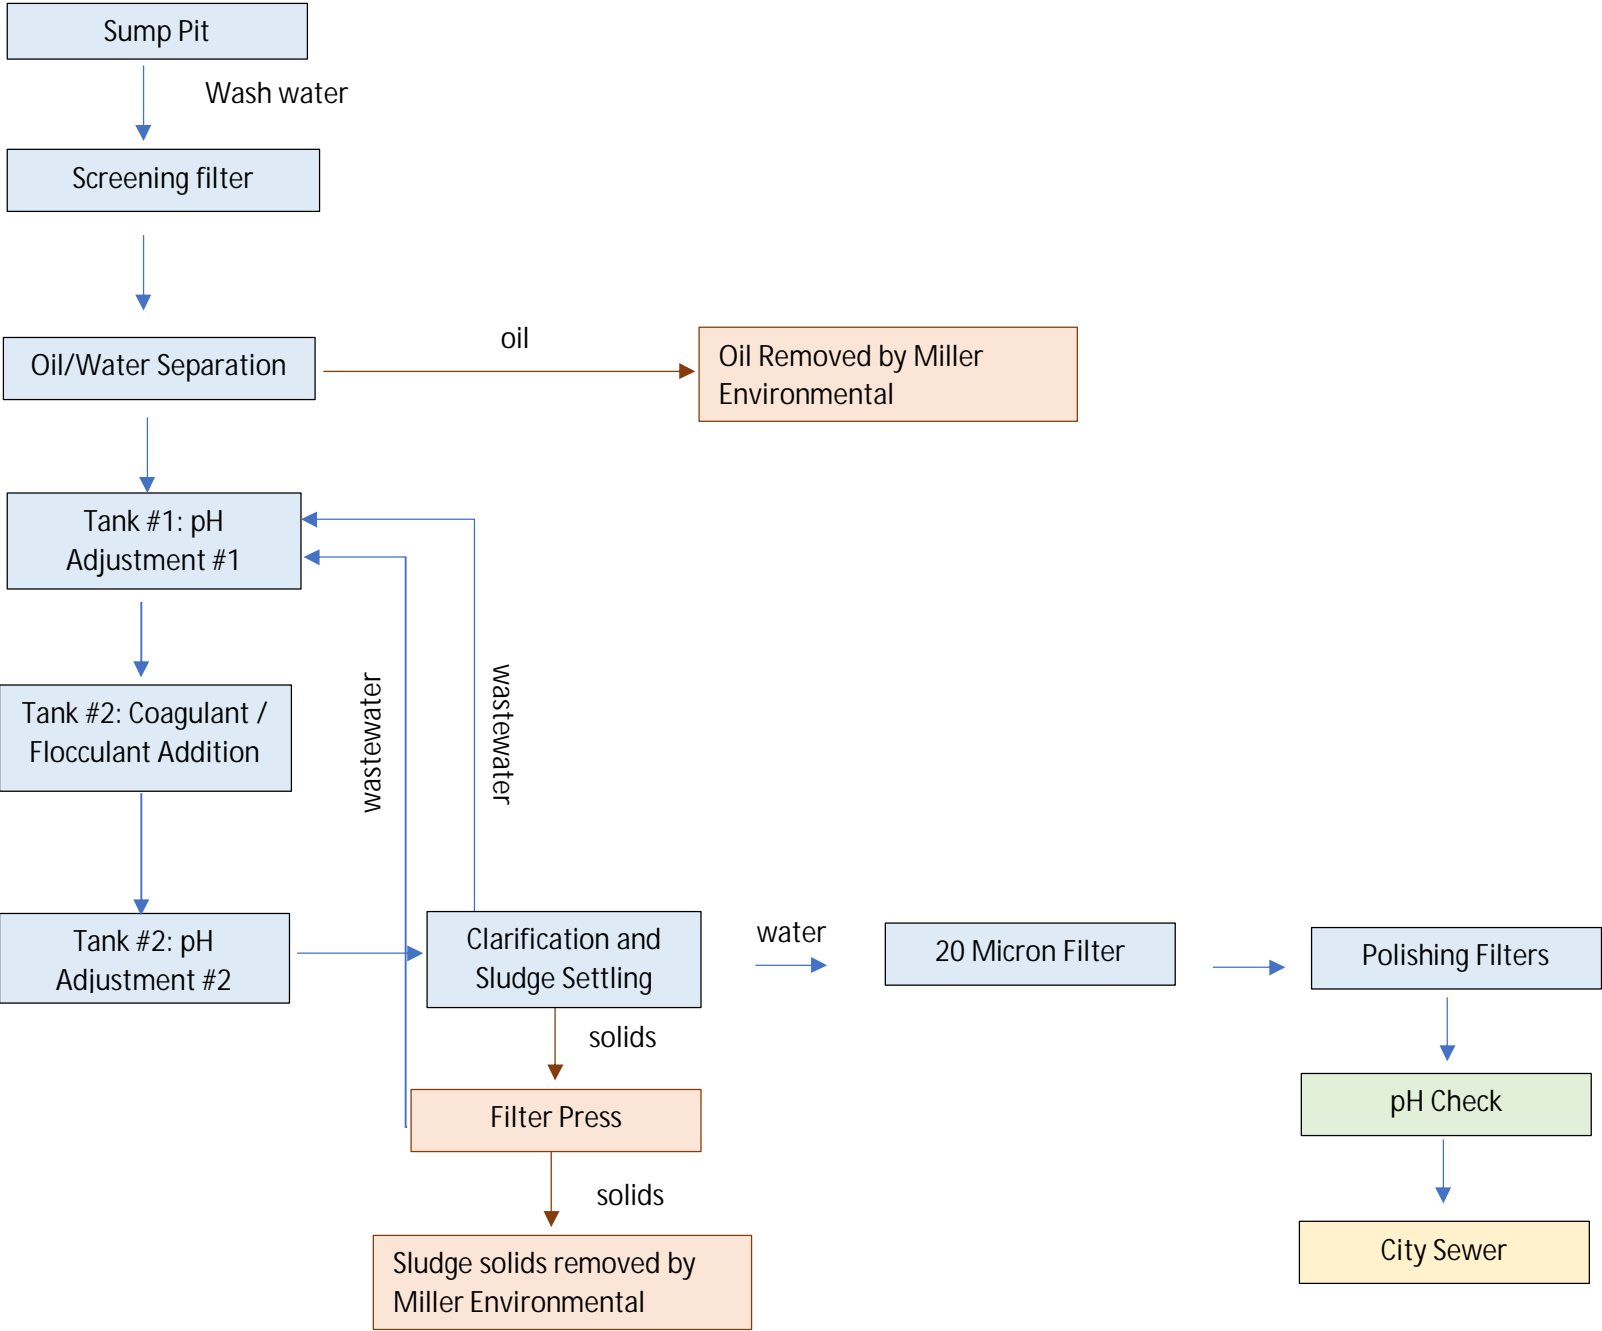 Sump Pit
Wash water
Screening filter
oil
Oil/Water Separation
Oil Removed by Miller
Environmental
Tank #1: pH
Adjustment #1
Tank #2: Coagulant /
Flocculant Addition
wastewater
wastewater
Tank #2: pH
Adjustment #2
Clarification and
Sludge Settling
water
20 Micron Filter
Polishing Filters
solids
Filter Press
pH Check
solids
Sludge solids removed by
Miller Environmental
City Sewer